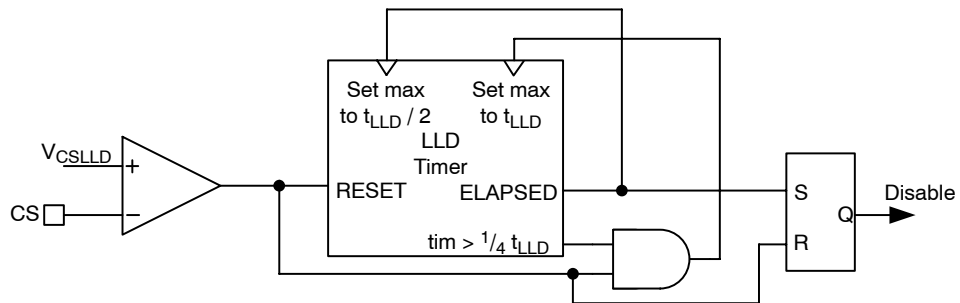 Set max
to tLLD / 2
Set max
to tLLD
LLD
Timer
VCSLLD
+
CS
−
RESET
ELAPSED
tim > 1/4 tLLD
S
R
Q
Disable